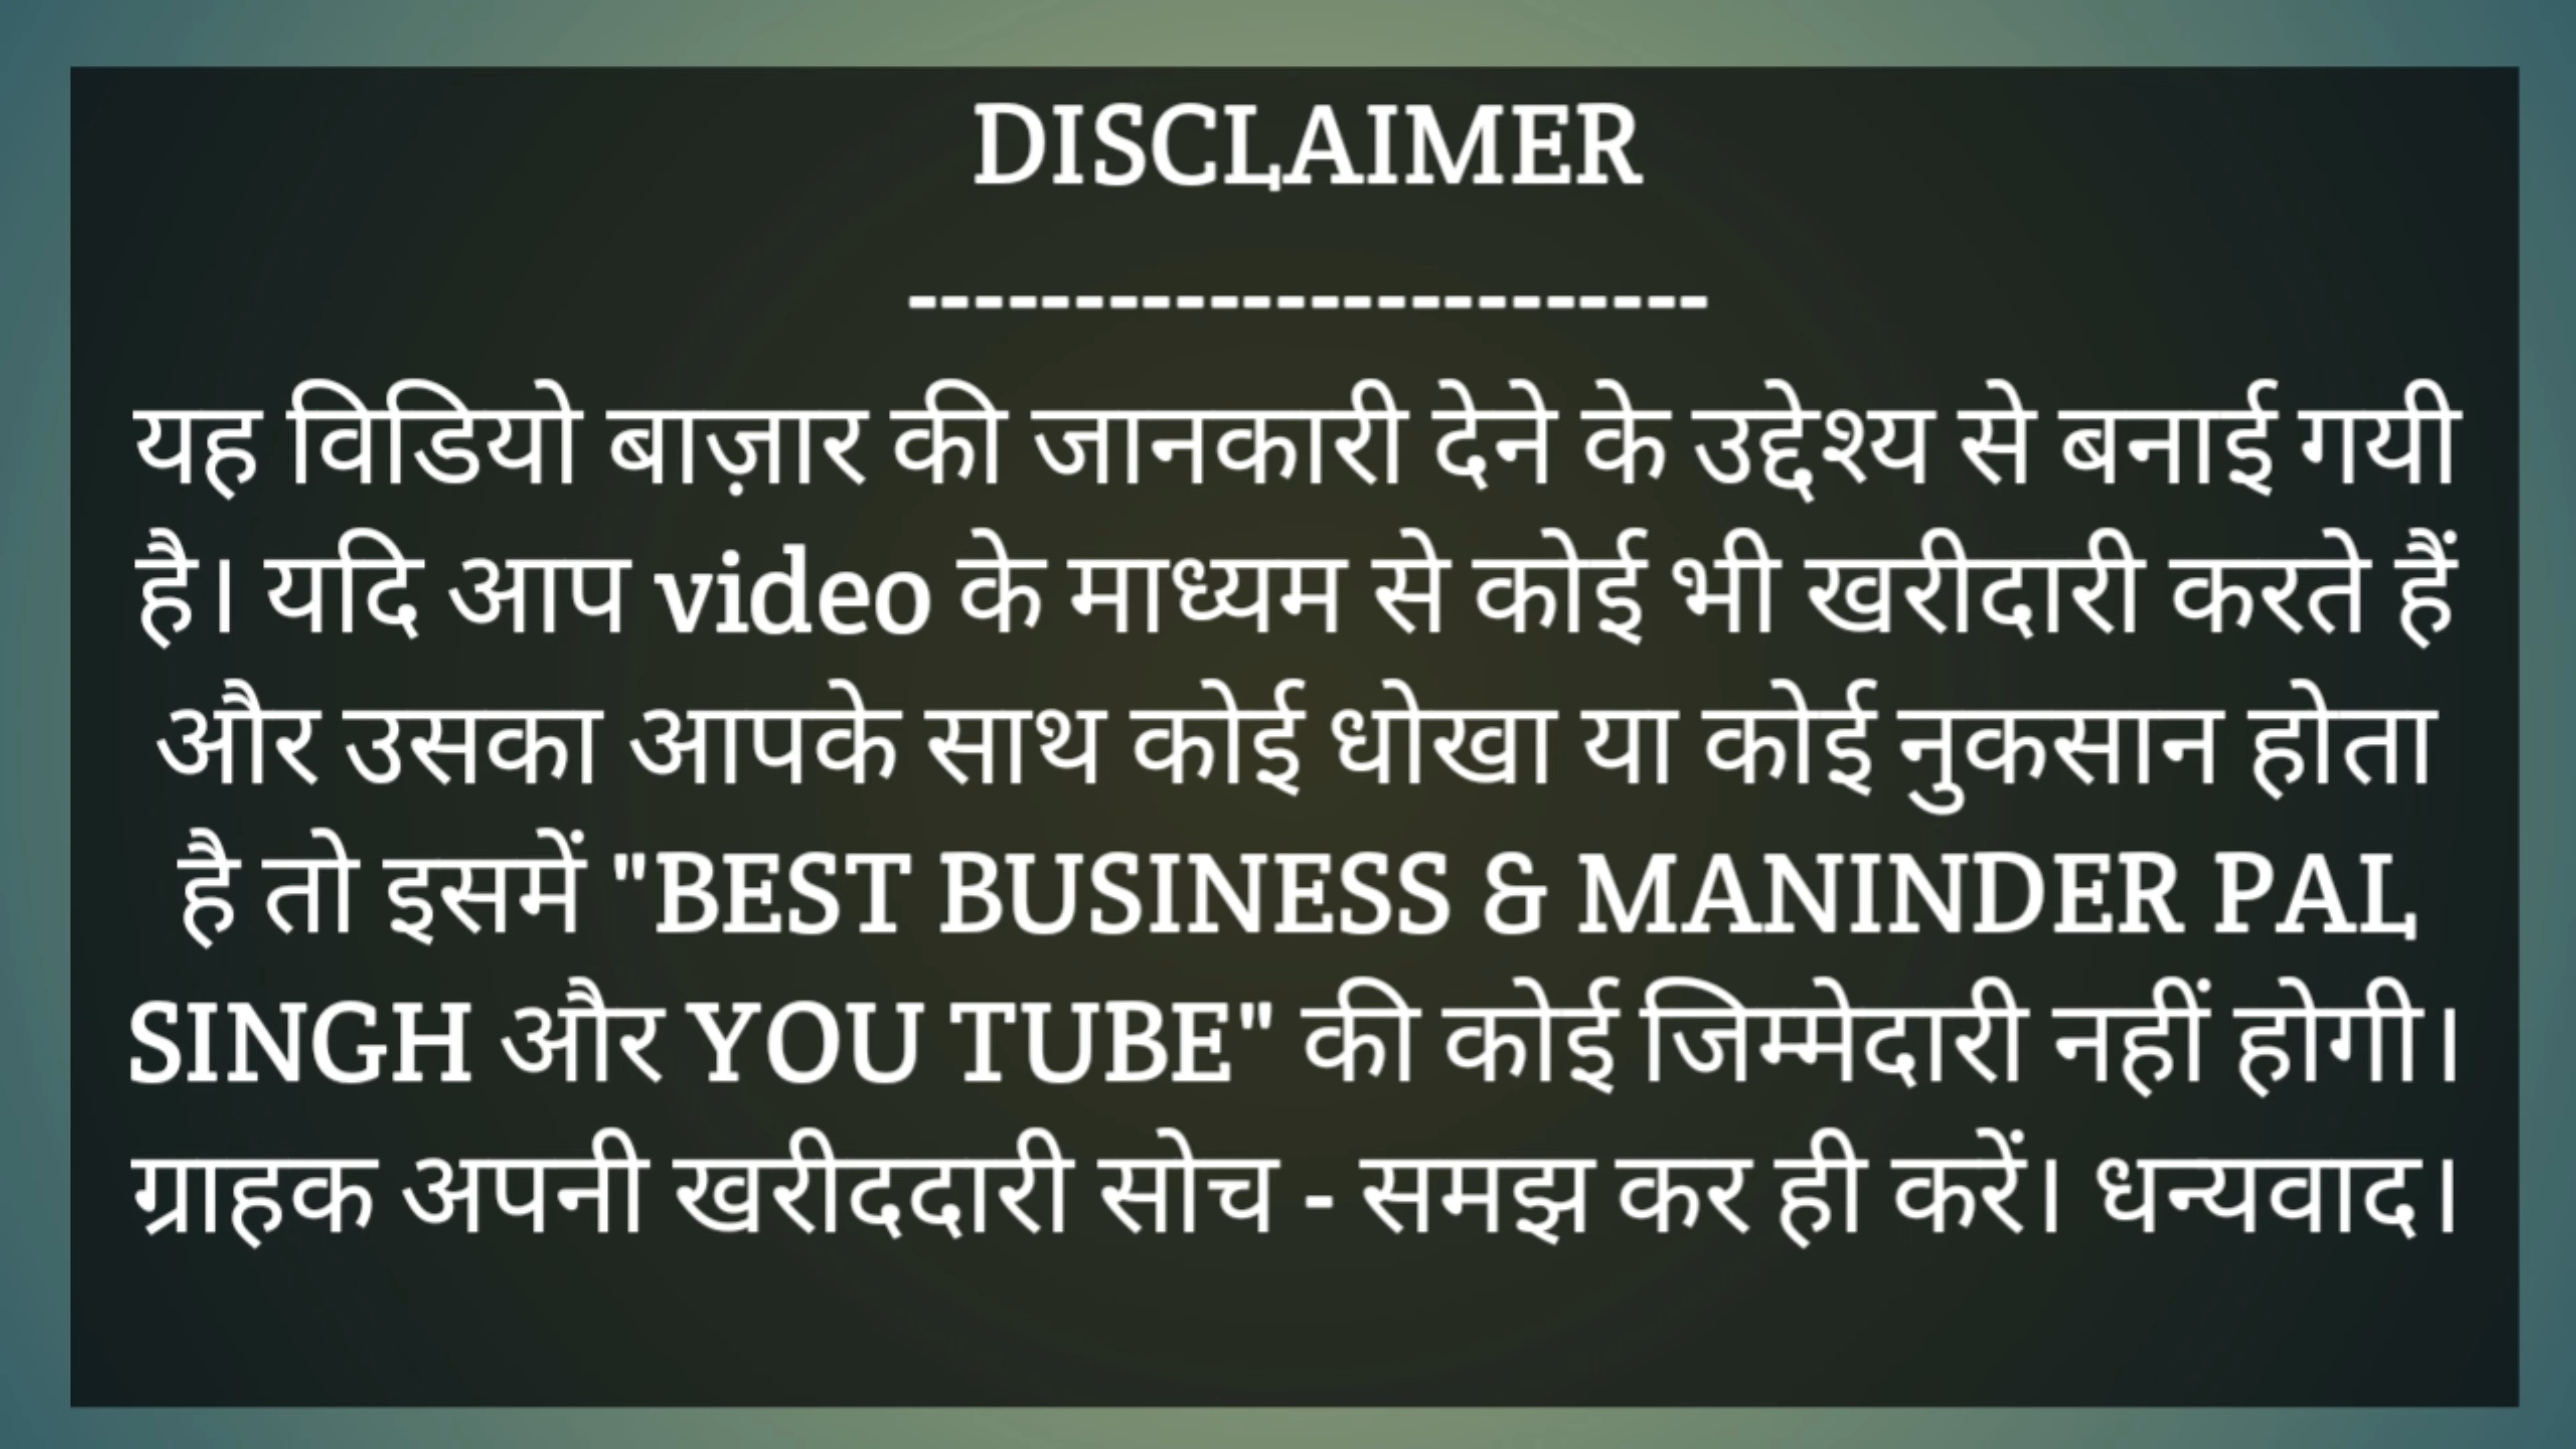 DISCLAIMER
------------------------
यह विडियो बाज़ार की जानकारी देने के उद्देश्य से बनाई गयी
है। यदि आप video के माध्यम से कोई भी खरीदारी करते हैं
और उसका आपके साथ कोई धोखा या कोई नुकसान होता
है तो इसमें "BEST BUSINESS & MANINDER PAL
SINGH और YOU TUBE" की कोई जिम्मेदारी नहीं होगी।
ग्राहक अपनी खरीददारी सोच - समझ कर ही करें। धन्यवाद।